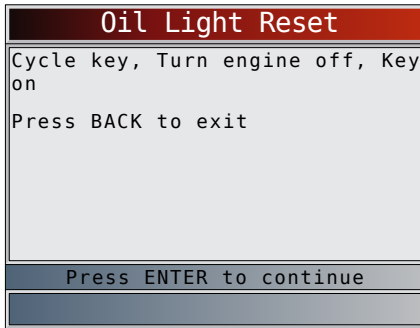 Oil Light Reset
Cycle key, Turn engine off, Key
on
Press BACK to exit
Press ENTER to continue